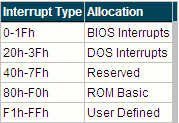 Interrupt Type Allocation
0-1Fh BIOS Interrupts
20h-3Fh DOS Interrupts
40h-7Fh Reserved
80h-F0h ROM Basic
F1h-FFh User Defined